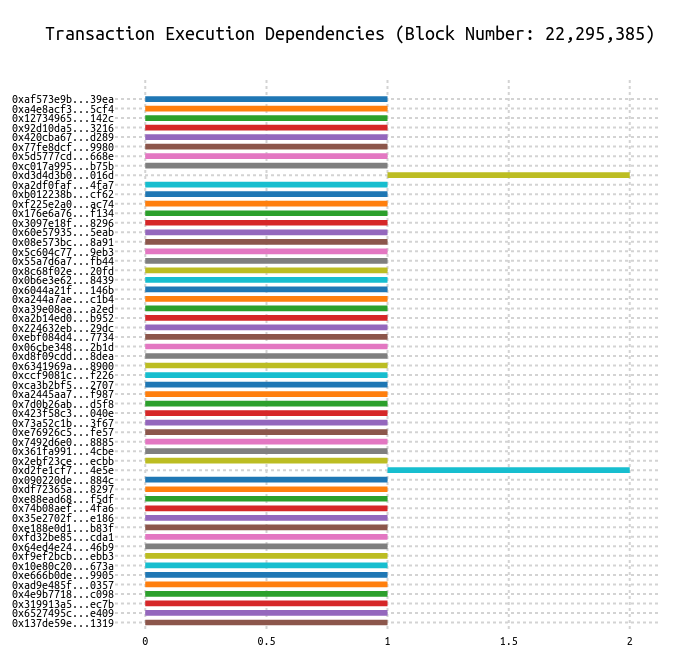 Transaction Execution Dependencies (Block Number: 22,295,385)
0xaf573e9b...39ea
0xa4e8acf3...5cf4
0x12734965...142c
0x92d10da5...3216
0x420cba67...d289
0x77fe8dcf...9980
0x5d5777cd...668e
0xc017a995...b75b
0xd3d4d3b0...016d
0xa2df0faf...4fa7
0xb012238b...cf62
0xf225e2a0...ac74
0x176e6a76...f134
0x3097e18f...8296
0x60e57935...5eab
0x08e573bc...8a91
0x5c604c77...9eb3
0x55a7d6a7...fb44
0x8c68f02e...20fd
0x0b6e3e62...8439
0x6044a21f...146b
0xa244a7ae...c1b4
0xa39e08ea...a2ed
0xa2b14ed0...b952
0x224632eb...29dc
0xebf084d4...7734
0x06cbe348...2b1d
0xd8f09cdd...8dea
0x6341969a...8900
0xccf9081c...f226
0xca3b2bf5...2707
0xa2445aa7...f987
0x7d0b26ab...d5f8
0x423f58c3...040e
0x73a52c1b...3f67
0xe76926c5...fe57
0x7492d6e0...8885
0x361fa991...4cbe
0x2ebf23ce...ecbb
0xd2fe1cf7...4e5e
0x090220de...884c
0xdf72365a...8297
0xe88ead68...f5df
0x74b08aef...4fa6
0x35e2702f...e186
0xe188e0d1...b83f
0xfd32be85...cda1
0x64ed4e24...46b9
0xf9ef2bcb...ebb3
0x10e80c20...673a
0xe666b0de...9905
0xad9e485f...0357
0x4e9b7718...c098
0x319913a5...ec7b
0x6527495c...e409
0x137de59e...1319
0 0.5 1 1.5 2